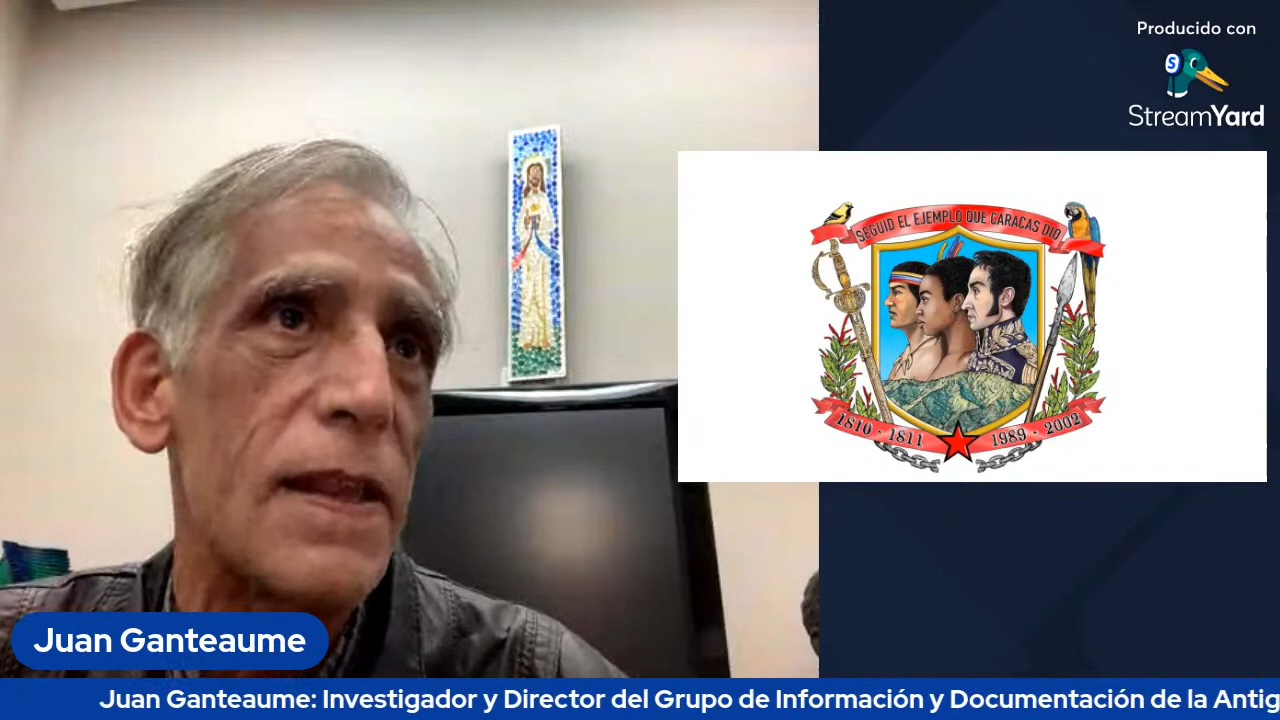 Producido con
StreamYard
SEGUID EL EJEMPLO QUE CARACAS DIO
1810 - 1811
1989 - 2002
Juan Ganteaume
Juan Ganteaume: Investigador y Director del Grupo de Información y Documentación de la Antig